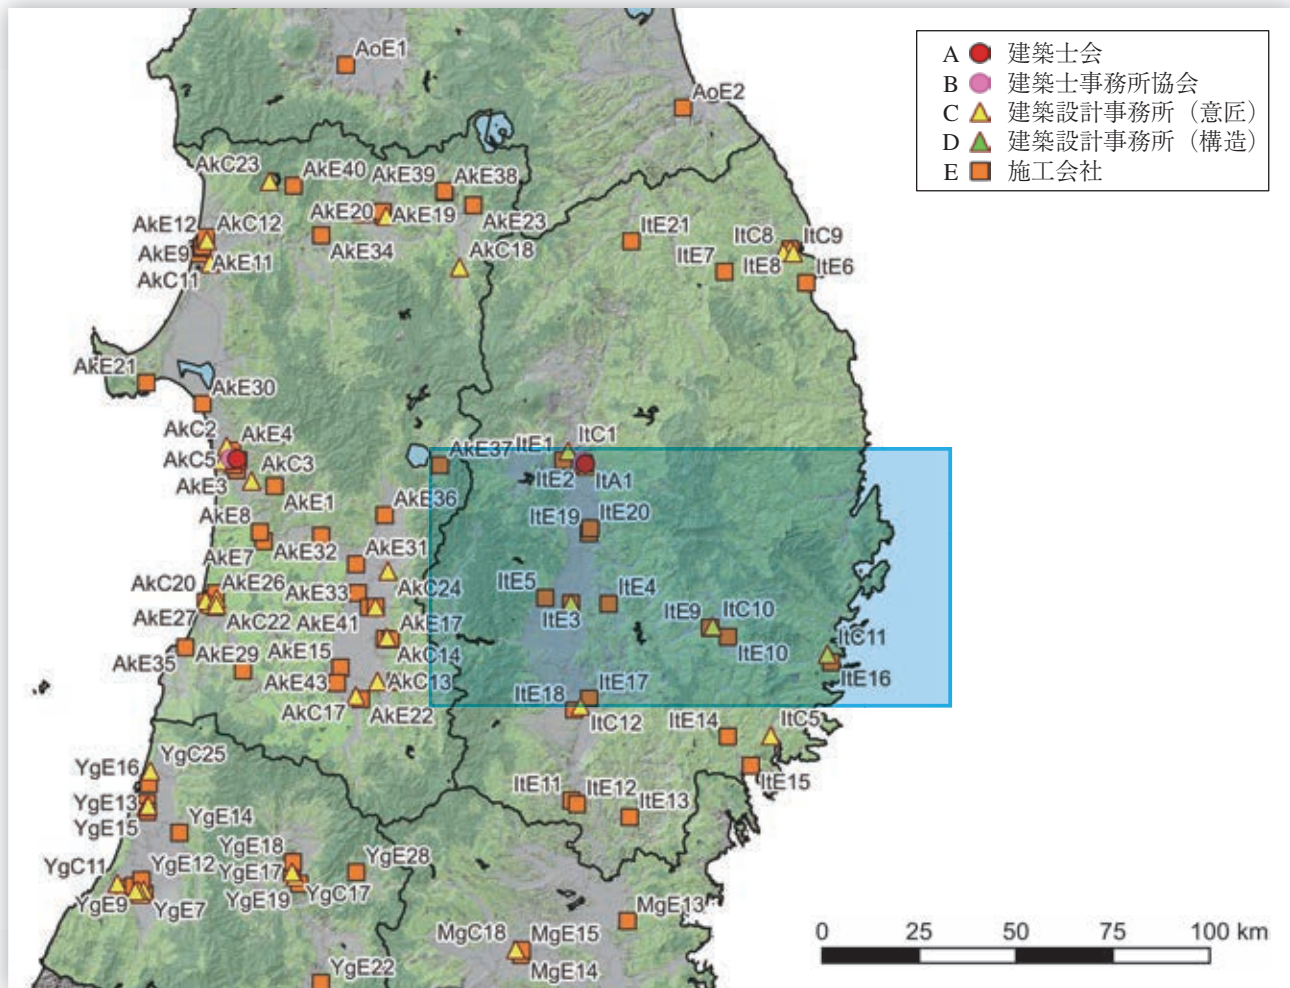 AoE1
A 建築士会
B 建築士事務所協会
C 建築設計事務所（意匠）
D 建築設計事務所（構造）
E 施工会社
AoE2
AkC23
AkE40
AkE39
AkE38
AkE20
AkE19
AkE23
AkE12
AkC12
AkE34
AkC18
AkE9
AkE11
AkC11
ItE21
ItC8
ItC9
ItE7
ItE8
ItE6
AkE21
AkE30
AkC2
AkE4
AkC5
AkC3
AkE3
AkE1
AkE37
ItE1
ItC1
ItE2
ItA1
AkE36
AkE8
AkE7
AkE32
AkE31
ItE19
ItE20
AkC20
AkE26
AkE33
AkC24
ItE5
ItE4
AkE27
AkC22
AkE41
AkE17
ItE3
ItE9
ItC10
AkE35
AkE29
AkE15
AkC14
ItE10
ItC11
AkE43
AkC13
ItE16
AkC17
AkE22
ItE18
ItE17
ItC12
ItE14
ItC5
YgC25
YgE16
YgE13
YgE15
YgE14
ItE11
ItE12
ItE13
ItE15
YgE18
YgC11
YgE12
YgE17
YgE28
YgE9
YgE7
YgE19
YgC17
MgE13
MgC18
MgE15
MgE14
YgE22
0 25 50 75 100 km